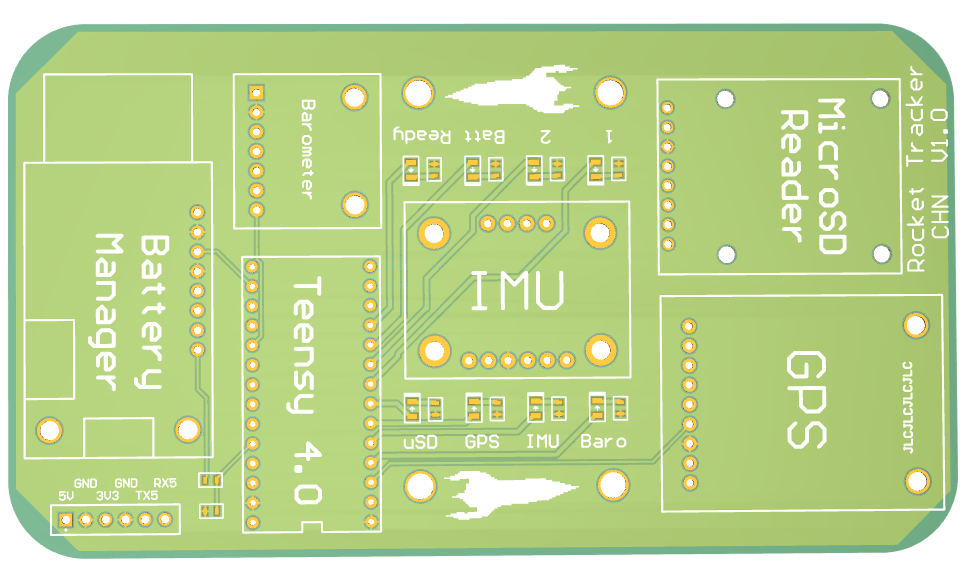 Barometer
Ready Batt 2 1
MicroSD
Reader
Rocket Tracker
CHN V1.0
Battery
Manager
Teensy 4.0
IMU
GPS
JLCJLCJLCJLC
uSD GPS IMU Baro
GND GND RX5
5V 3V3 TX5